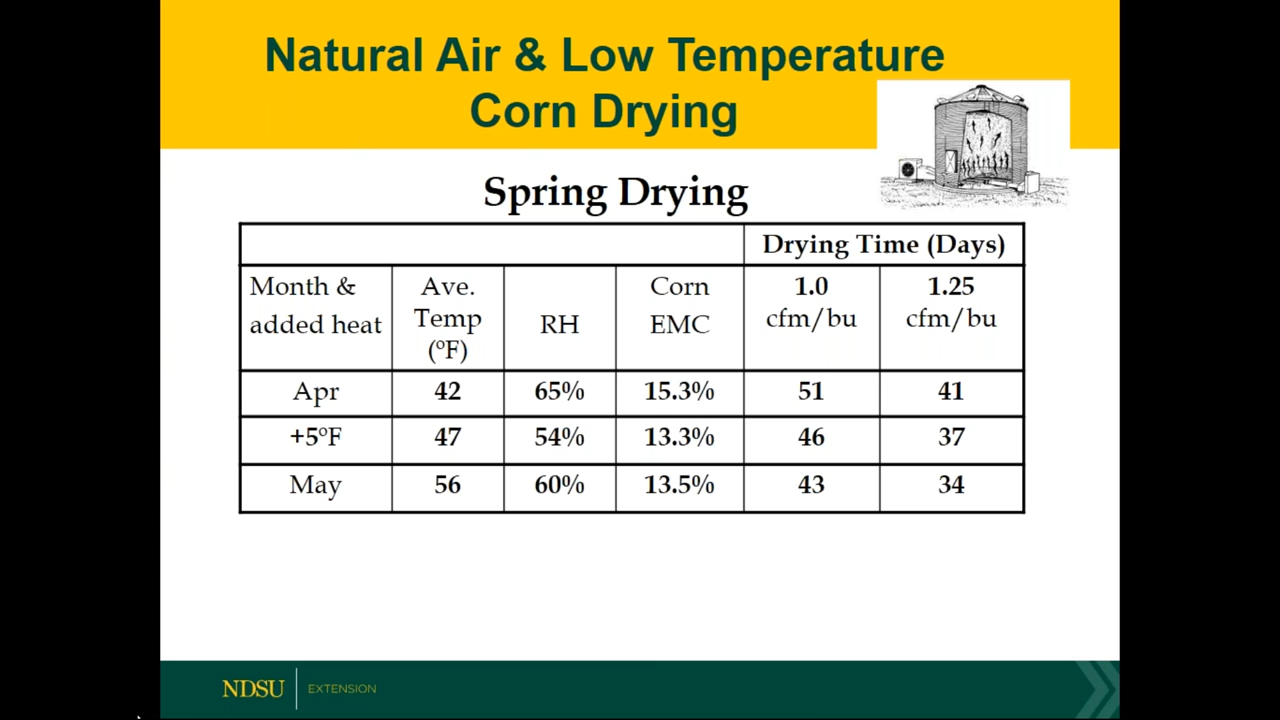 Natural Air & Low Temperature
Corn Drying
Spring Drying
Drying Time (Days)
Month & added heat Ave. Temp (ºF) RH Corn EMC 1.0 cfm/bu 1.25 cfm/bu
Apr 42 65% 15.3% 51 41
+5ºF 47 54% 13.3% 46 37
May 56 60% 13.5% 43 34
NDSU EXTENSION